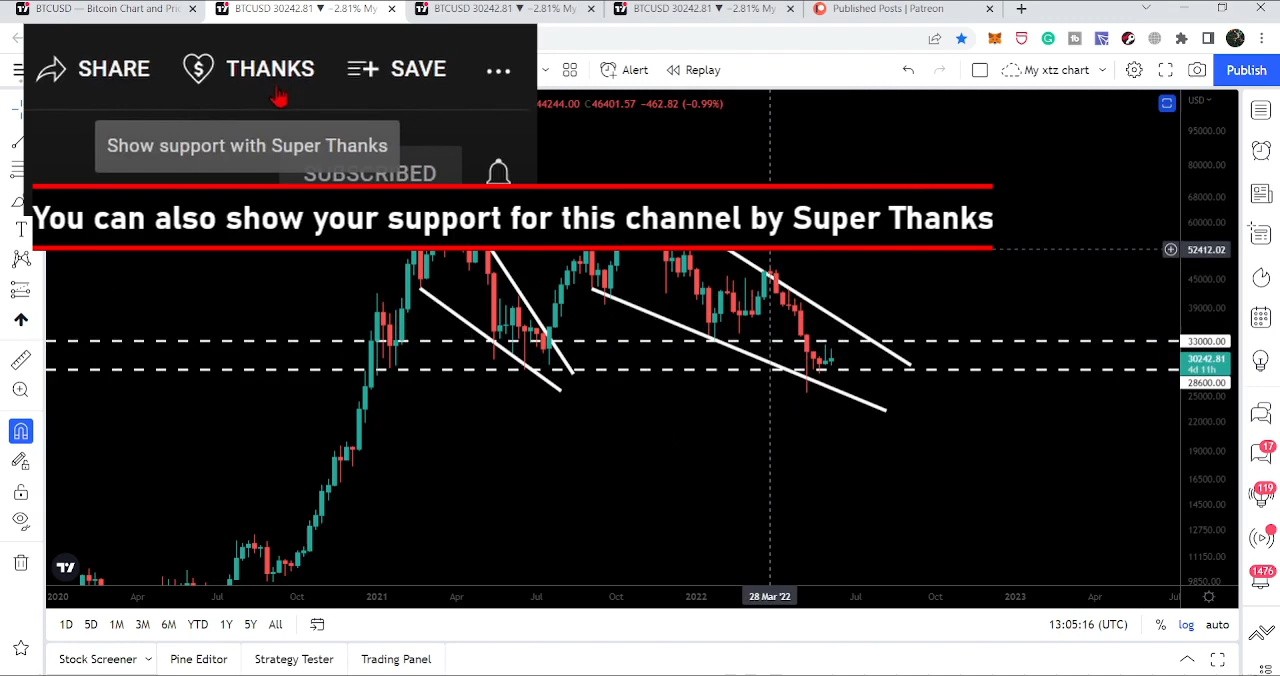 BTCUSD — Bitcoin Chart and Pric
BTCUSD 30242.81 ▼ −2.81% My
BTCUSD 30242.81 ▼ −2.81% My
BTCUSD 30242.81 ▼ −2.81% My
Published Posts | Patreon
SHARE THANKS SAVE
Alert Replay
My xtz chart
Publish
44244.00 C46401.57 −462.82 (−0.99%)
Show support with Super Thanks
SUBSCRIBED
You can also show your support for this channel by Super Thanks
USD
95000.00
80000.00
68000.00
60000.00
52412.02
45000.00
39000.00
33000.00
30242.81
4d 11h
28600.00
25000.00
22000.00
19000.00
16500.00
14500.00
12750.00
11150.00
9850.00
17
119
1476
2020 Apr Jul Oct 2021 Apr Jul Oct 2022 28 Mar '22 Jul Oct 2023 Apr Jul
1D 5D 1M 3M 6M YTD 1Y 5Y All
13:05:16 (UTC) % log auto
Stock Screener Pine Editor Strategy Tester Trading Panel